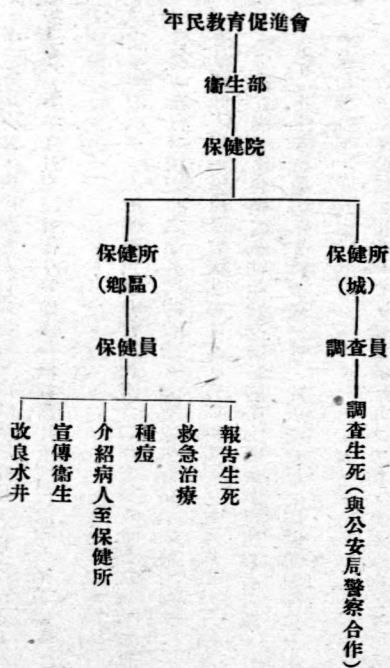 平民教育促進會
衛生部
保健院
保健所
(城)
調查員
調查生死(與公安局警察合作)
保健所
(鄉區)
保健員
報告生死
救急治療
種痘
介紹病人至保健所
宣傳衛生
改良水井